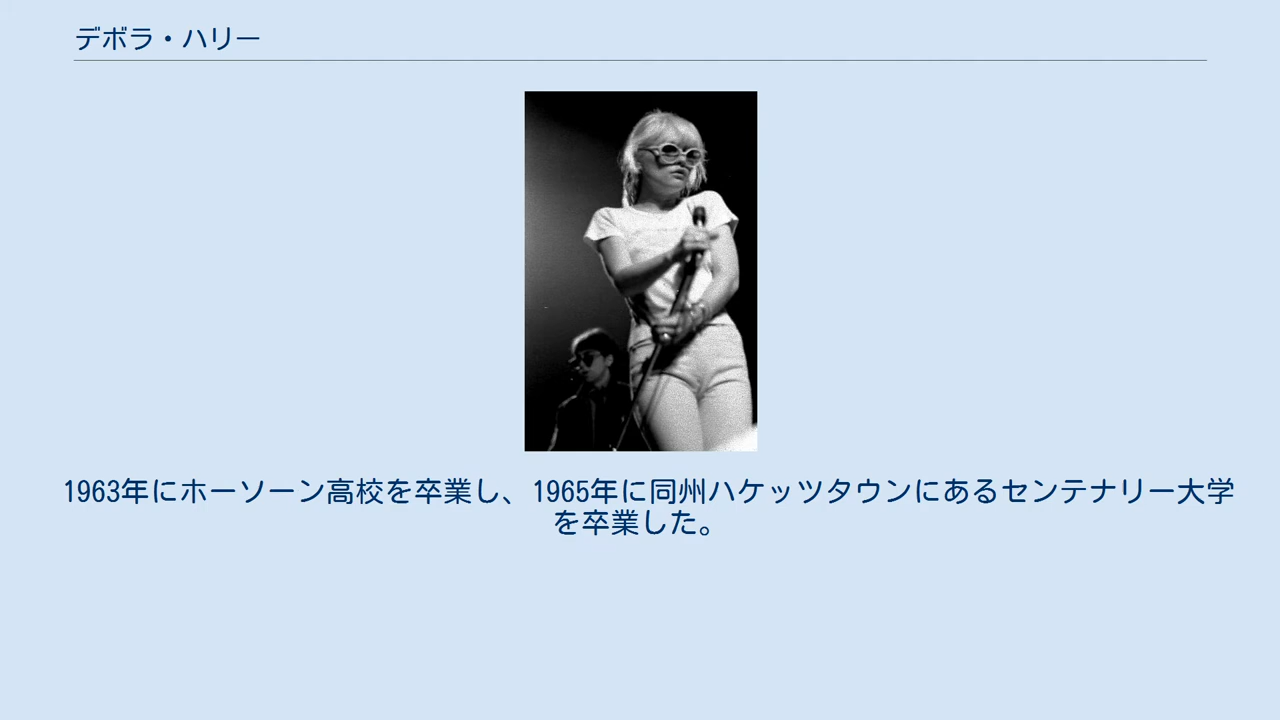 デボラ・ハリー
1963年にホーソーン高校を卒業し、1965年に同州ハケッツタウンにあるセンテナリー大学
を卒業した。